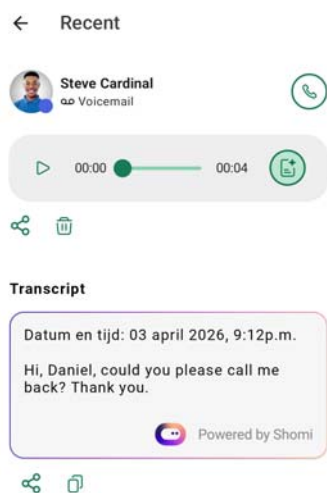 Recent
Steve Cardinal
Voicemail
00:00 00:04
Transcript
Datum en tijd: 03 april 2026, 9:12p.m.
Hi, Daniel, could you please call me
back? Thank you.
Powered by Shomi